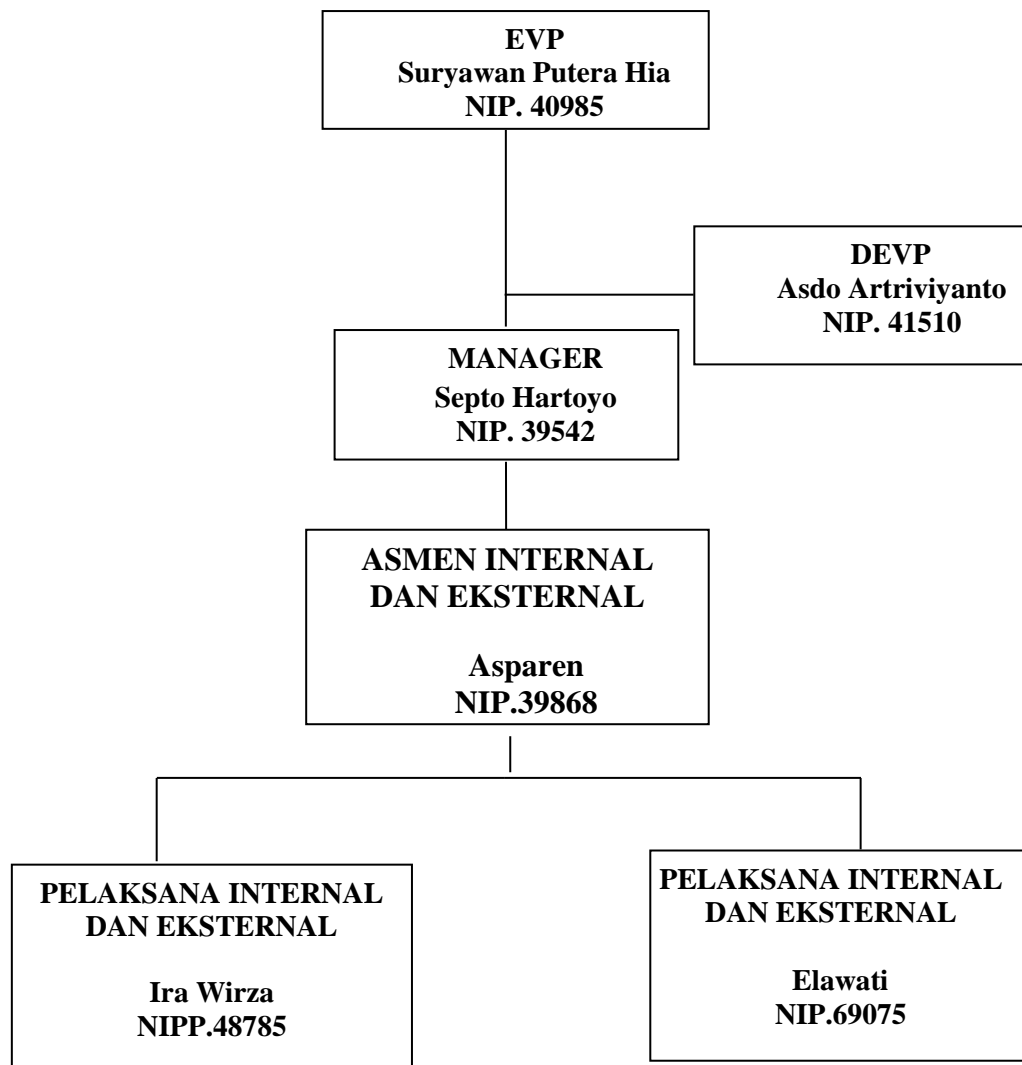 EVP
Suryawan Putera Hia
NIP. 40985
DEVP
Asdo Artriviyanto
NIP. 41510
MANAGER
Septo Hartoyo
NIP. 39542
ASMEN INTERNAL
DAN EKSTERNAL
Asparen
NIP.39868
PELAKSANA INTERNAL
DAN EKSTERNAL
Ira Wirza
NIPP.48785
PELAKSANA INTERNAL
DAN EKSTERNAL
Elawati
NIP.69075